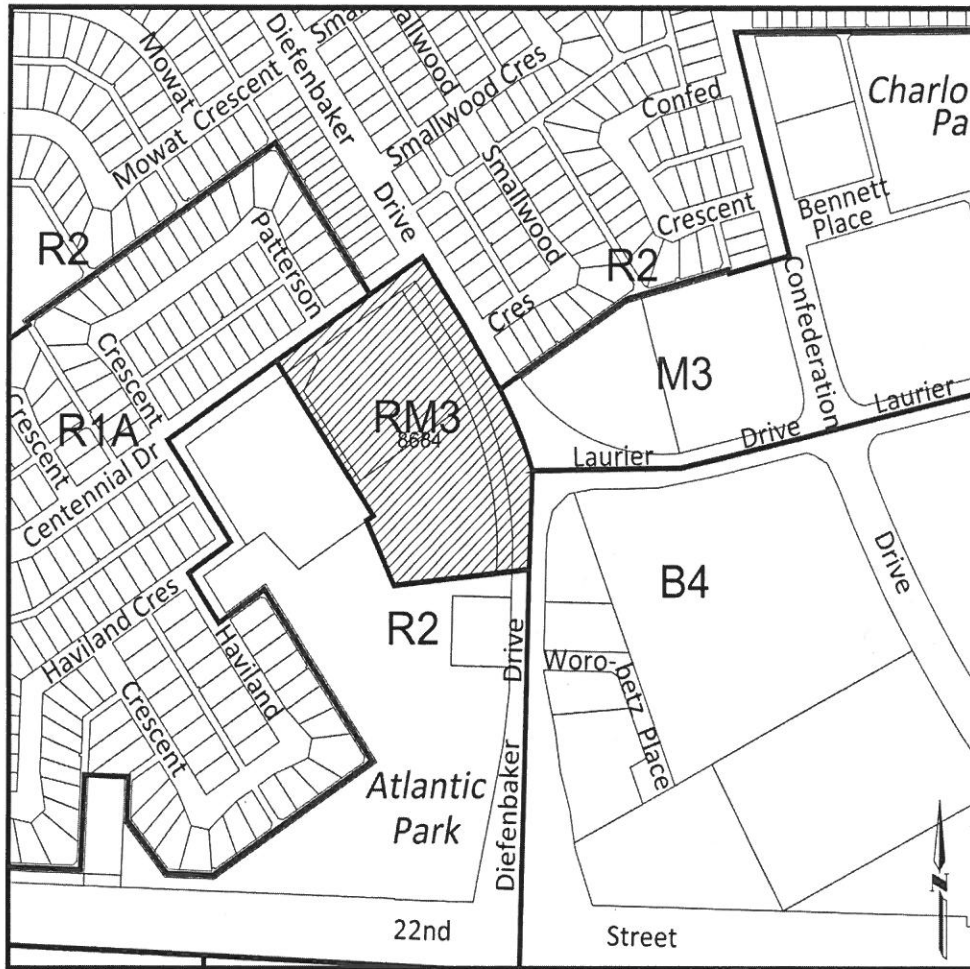 Mowat
Mowat Crescent
Diefenbaker
Drive
Smallwood
Smallwood Cres
Smallwood
Cres
Confed
Crescent
Charlo
Pa
Bennett
Place
Confederation
R2
R2
Patterson
Crescent
Crescent
R1A
Centennial Dr
RM3
8684
M3
Laurier
Drive
Laurier
Drive
B4
R2
Haviland Cres
Haviland
Crescent
Drive
Diefenbaker
Woro-
betz
Place
Atlantic
Park
22nd
Street
N